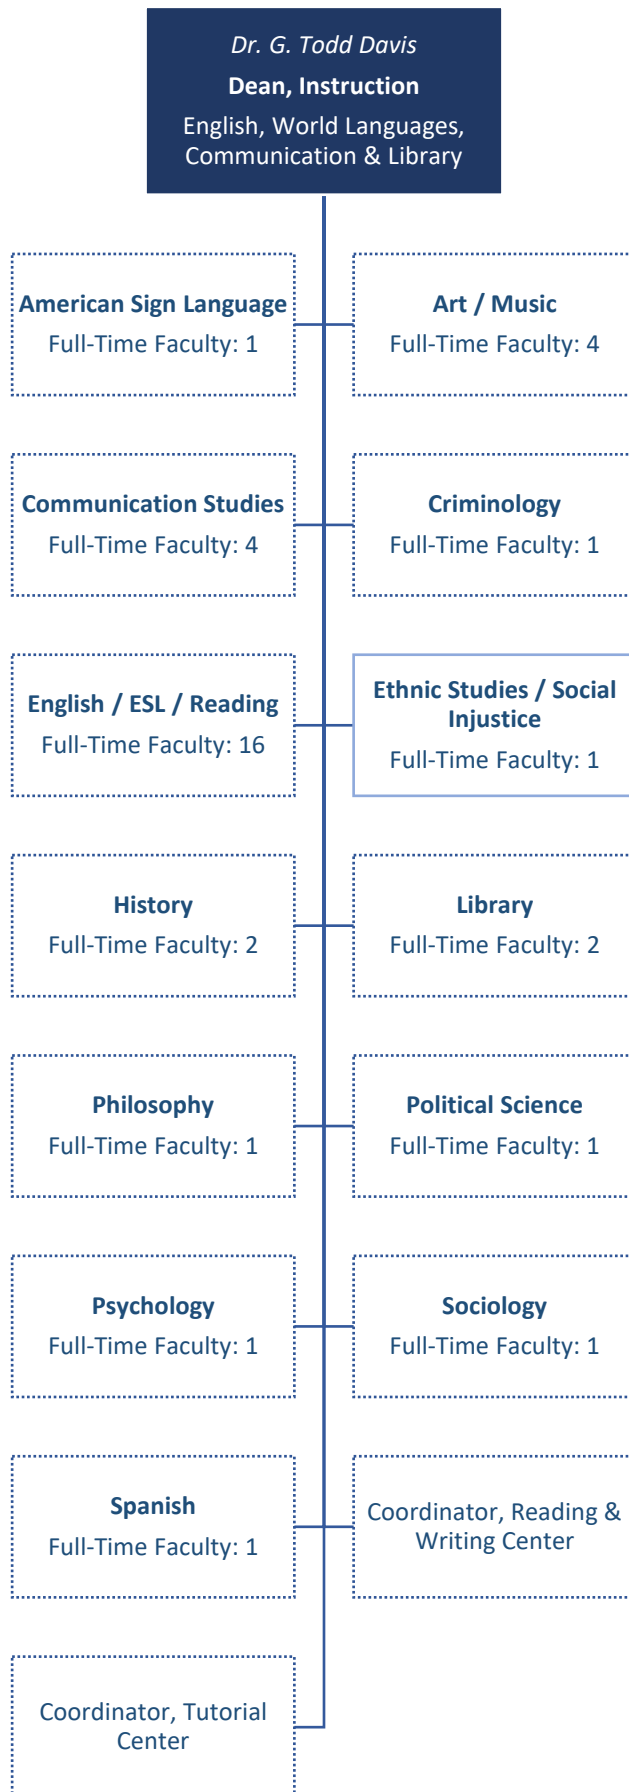 Dr. G. Todd Davis
Dean, Instruction
English, World Languages,
Communication & Library
American Sign Language
Full-Time Faculty: 1
Art / Music
Full-Time Faculty: 4
Communication Studies
Full-Time Faculty: 4
Criminology
Full-Time Faculty: 1
English / ESL / Reading
Full-Time Faculty: 16
Ethnic Studies / Social
Injustice
Full-Time Faculty: 1
History
Full-Time Faculty: 2
Library
Full-Time Faculty: 2
Philosophy
Full-Time Faculty: 1
Political Science
Full-Time Faculty: 1
Psychology
Full-Time Faculty: 1
Sociology
Full-Time Faculty: 1
Spanish
Full-Time Faculty: 1
Coordinator, Reading &
Writing Center
Coordinator, Tutorial
Center